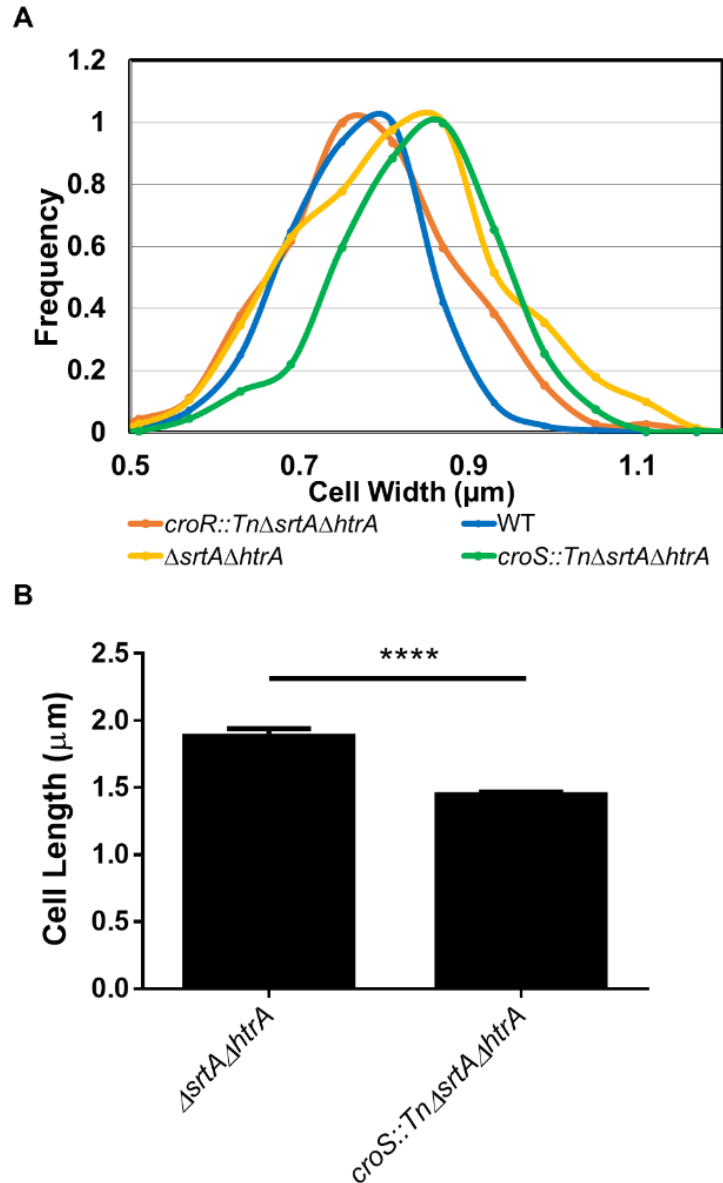 A
1.2
1
0.8
0.6
0.4
0.2
0
Frequency
0.5 0.7 0.9 1.1
Cell Width (µm)
croR::TnΔsrtAΔhtrA WT
ΔsrtAΔhtrA croS::TnΔsrtAΔhtrA
B
****
2.5
2.0
1.5
1.0
0.5
0.0
Cell Length (µm)
ΔsrtAΔhtrA
croS::TnΔsrtAΔhtrA